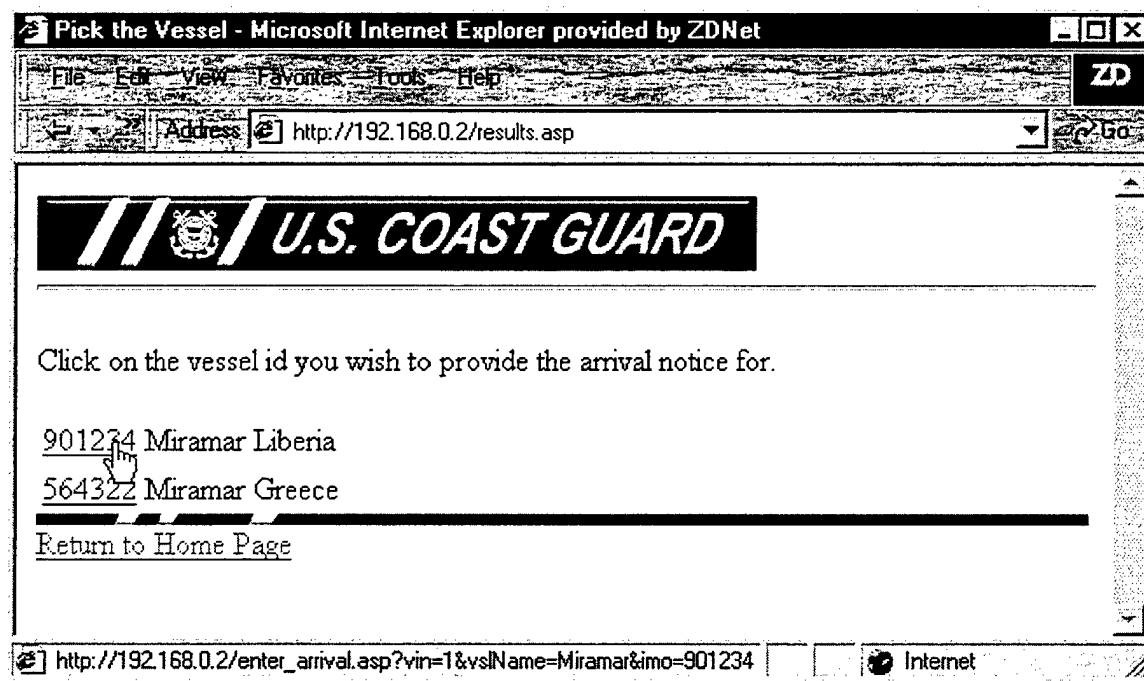 Pick the Vessel - Microsoft Internet Explorer provided by ZDNet
File Edit View Favorites Tools Help
ZD
Address http://192.168.0.2/results.asp Go
U.S. COAST GUARD
Click on the vessel id you wish to provide the arrival notice for.
901234 Miramar Liberia
564322 Miramar Greece
Return to Home Page
http://192.168.0.2/enter_arrival.asp?vin=1&vslName=Miramar&imo=901234 Internet